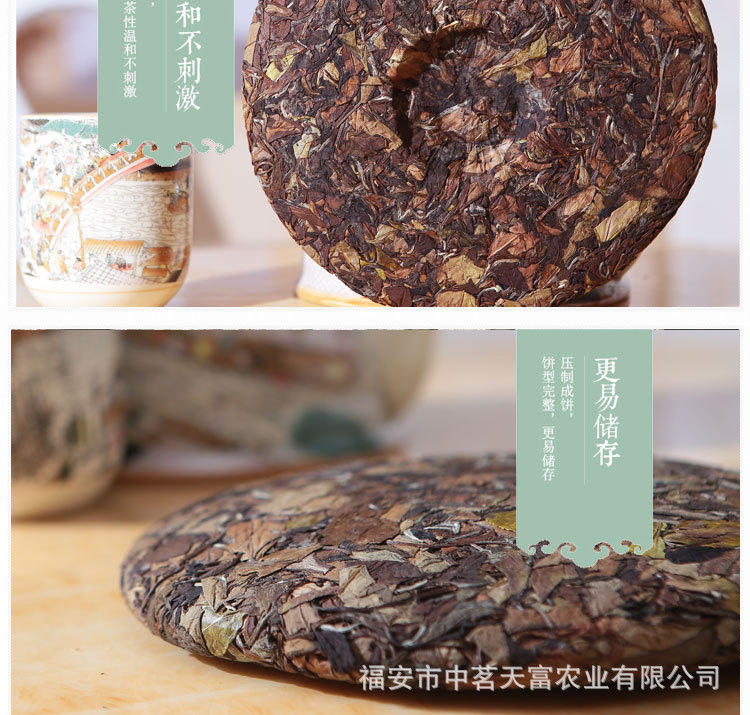 和不刺激
，
茶性温和不刺激
更易储存
压制成饼，
饼型完整，更易储存
福安市中茗天富农业有限公司